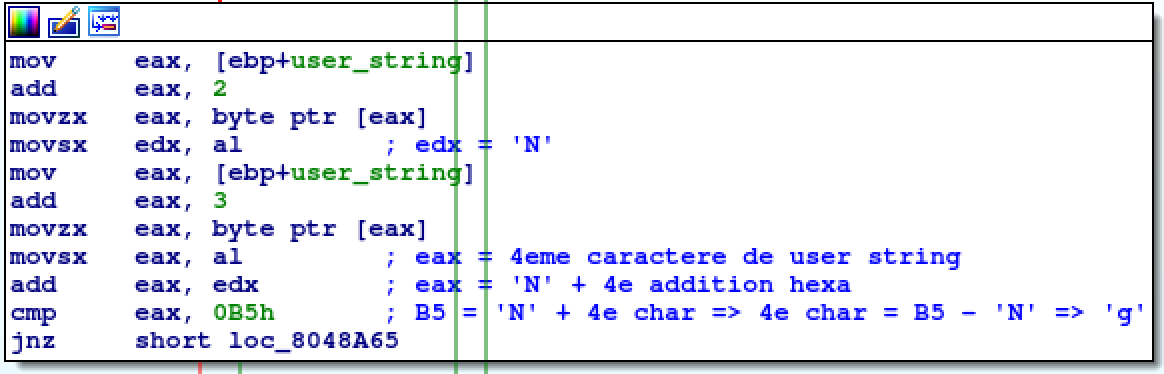 mov eax, [ebp+user_string]
add eax, 2
movzx eax, byte ptr [eax]
movsx edx, al ; edx = 'N'
mov eax, [ebp+user_string]
add eax, 3
movzx eax, byte ptr [eax]
movsx eax, al ; eax = 4eme caractere de user string
add eax, edx ; eax = 'N' + 4e addition hexa
cmp eax, 0B5h ; B5 = 'N' + 4e char => 4e char = B5 - 'N' => 'g'
jnz short loc_8048A65